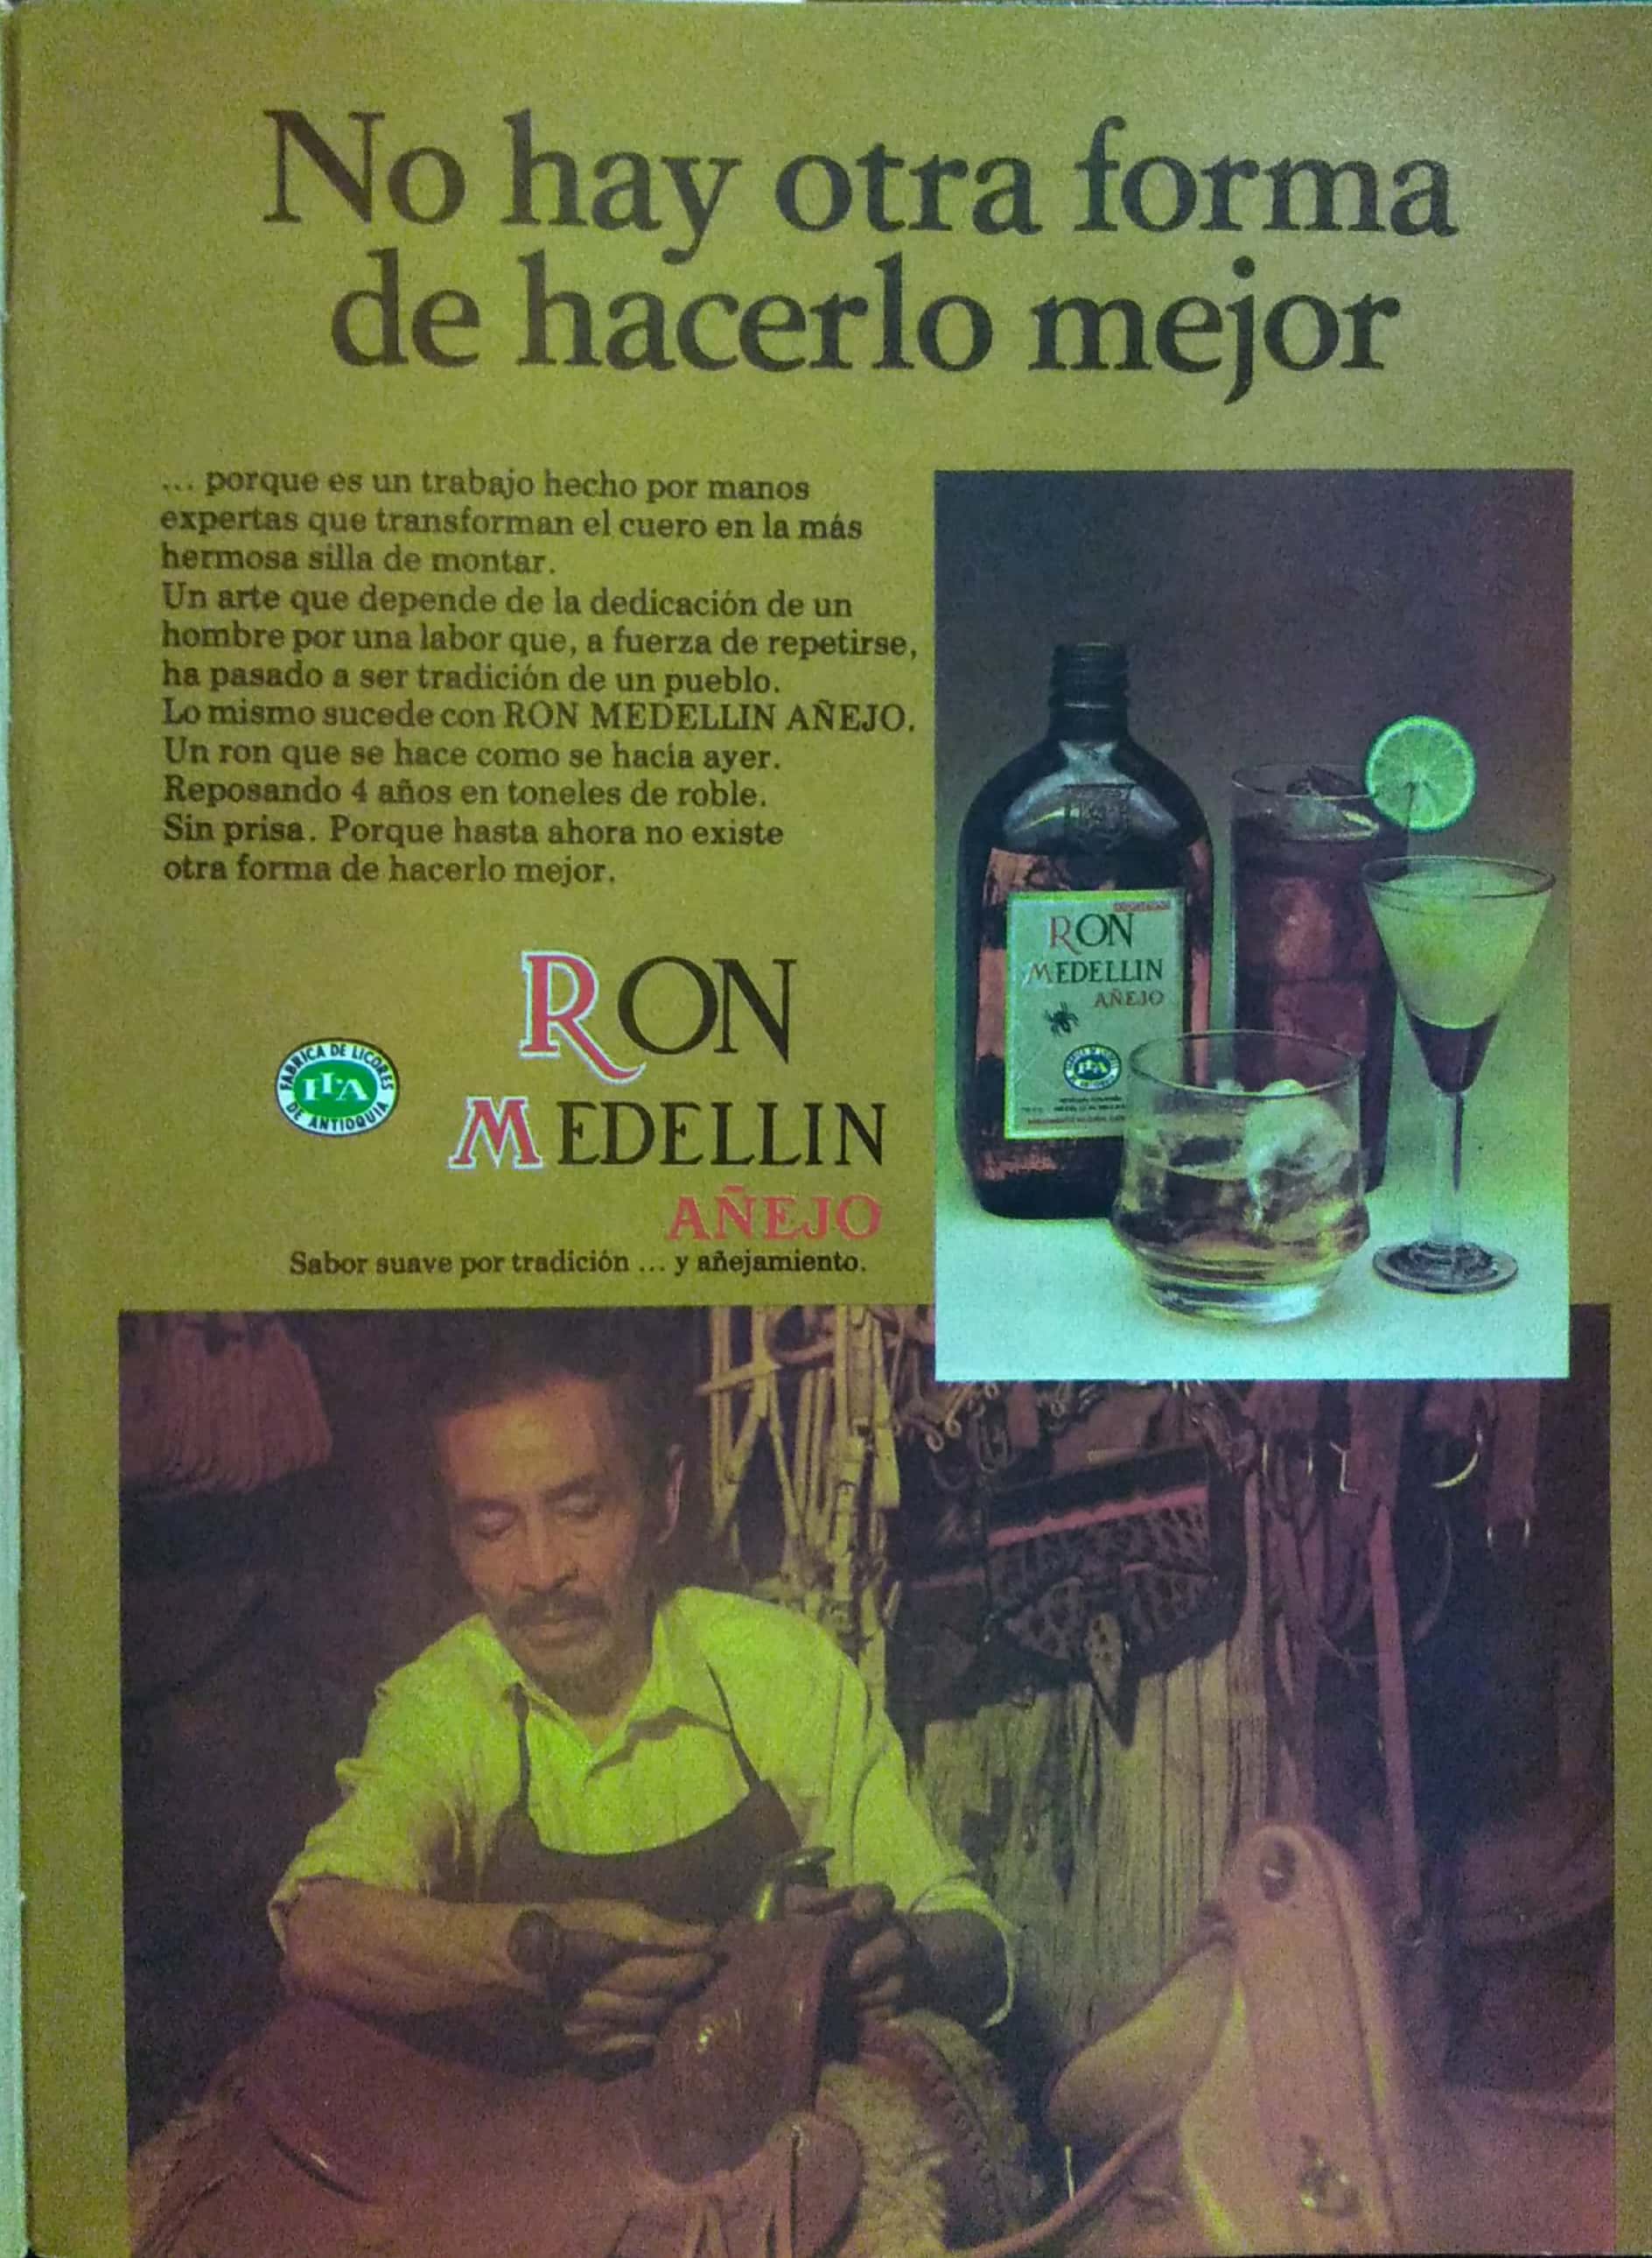 No hay otra forma
de hacerlo mejor
... porque es un trabajo hecho por manos
expertas que transforman el cuero en la más
hermosa silla de montar.
Un arte que depende de la dedicación de un
hombre por una labor que, a fuerza de repetirse,
ha pasado a ser tradición de un pueblo.
Lo mismo sucede con RON MEDELLIN AÑEJO.
Un ron que se hace como se hacía ayer.
Reposando 4 años en toneles de roble.
Sin prisa. Porque hasta ahora no existe
otra forma de hacerlo mejor.
RON
MEDELLIN
AÑEJO
FABRICA DE LICORES
FLA
DE ANTIOQUIA
Sabor suave por tradición ... y añejamiento.
RON
MEDELLIN
AÑEJO
FLA